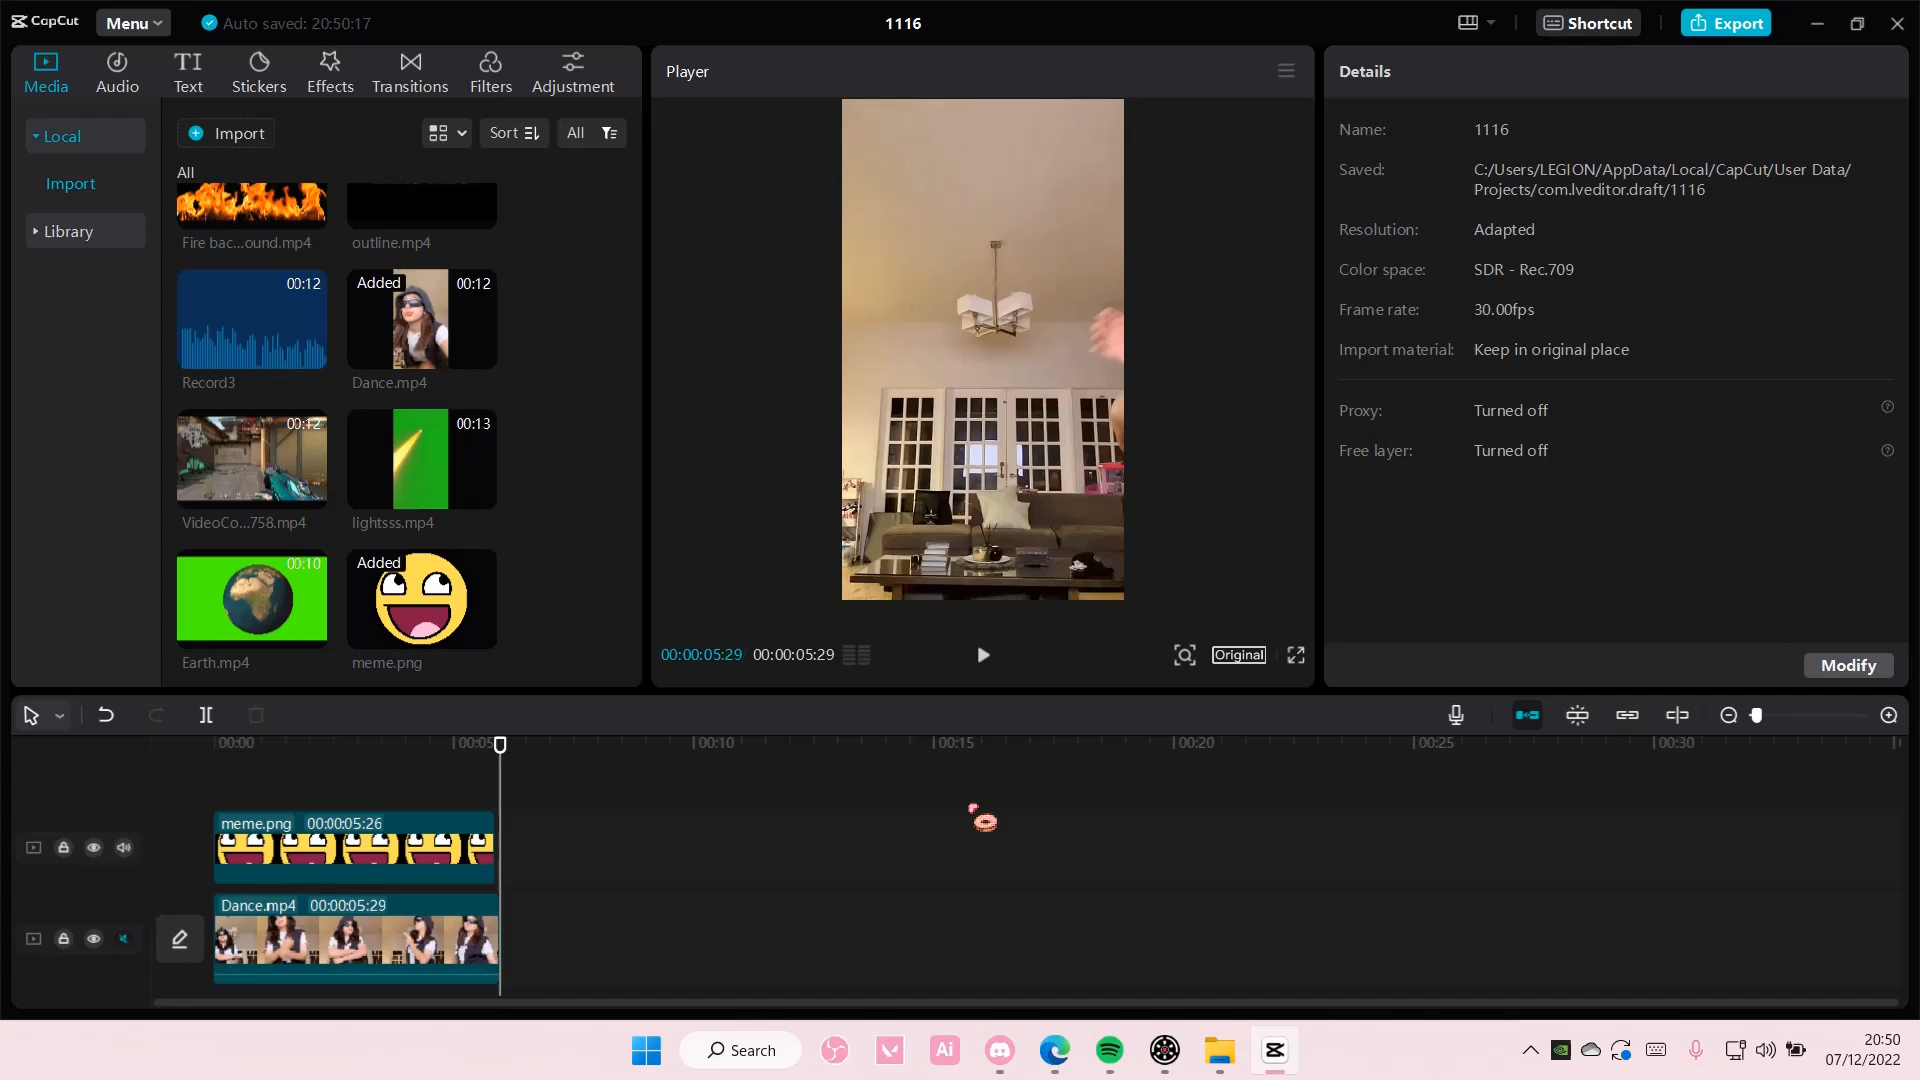 CapCut
Menu
Auto saved: 20:50:17
1116
Shortcut
Export
Media
Audio
TI
Text
Stickers
Effects
Transitions
Filters
Adjustment
Local
Import
Library
Import
Sort
All
All
Fire bac...ound.mp4
outline.mp4
00:12
Record3
Added
00:12
Dance.mp4
00:12
VideoCo...758.mp4
00:13
lightsss.mp4
00:10
Earth.mp4
Added
meme.png
Player
00:00:05:29
00:00:05:29
Original
Details
Name:
1116
Saved:
C:/Users/LEGION/AppData/Local/CapCut/User Data/
Projects/com.lveditor.draft/1116
Resolution:
Adapted
Color space:
SDR - Rec.709
Frame rate:
30.00fps
Import material:
Keep in original place
Proxy:
Turned off
Free layer:
Turned off
Modify
00:00
00:05
00:10
00:15
00:20
00:25
00:30
meme.png 00:00:05:26
Dance.mp4 00:00:05:29
Search
Ai
20:50
07/12/2022